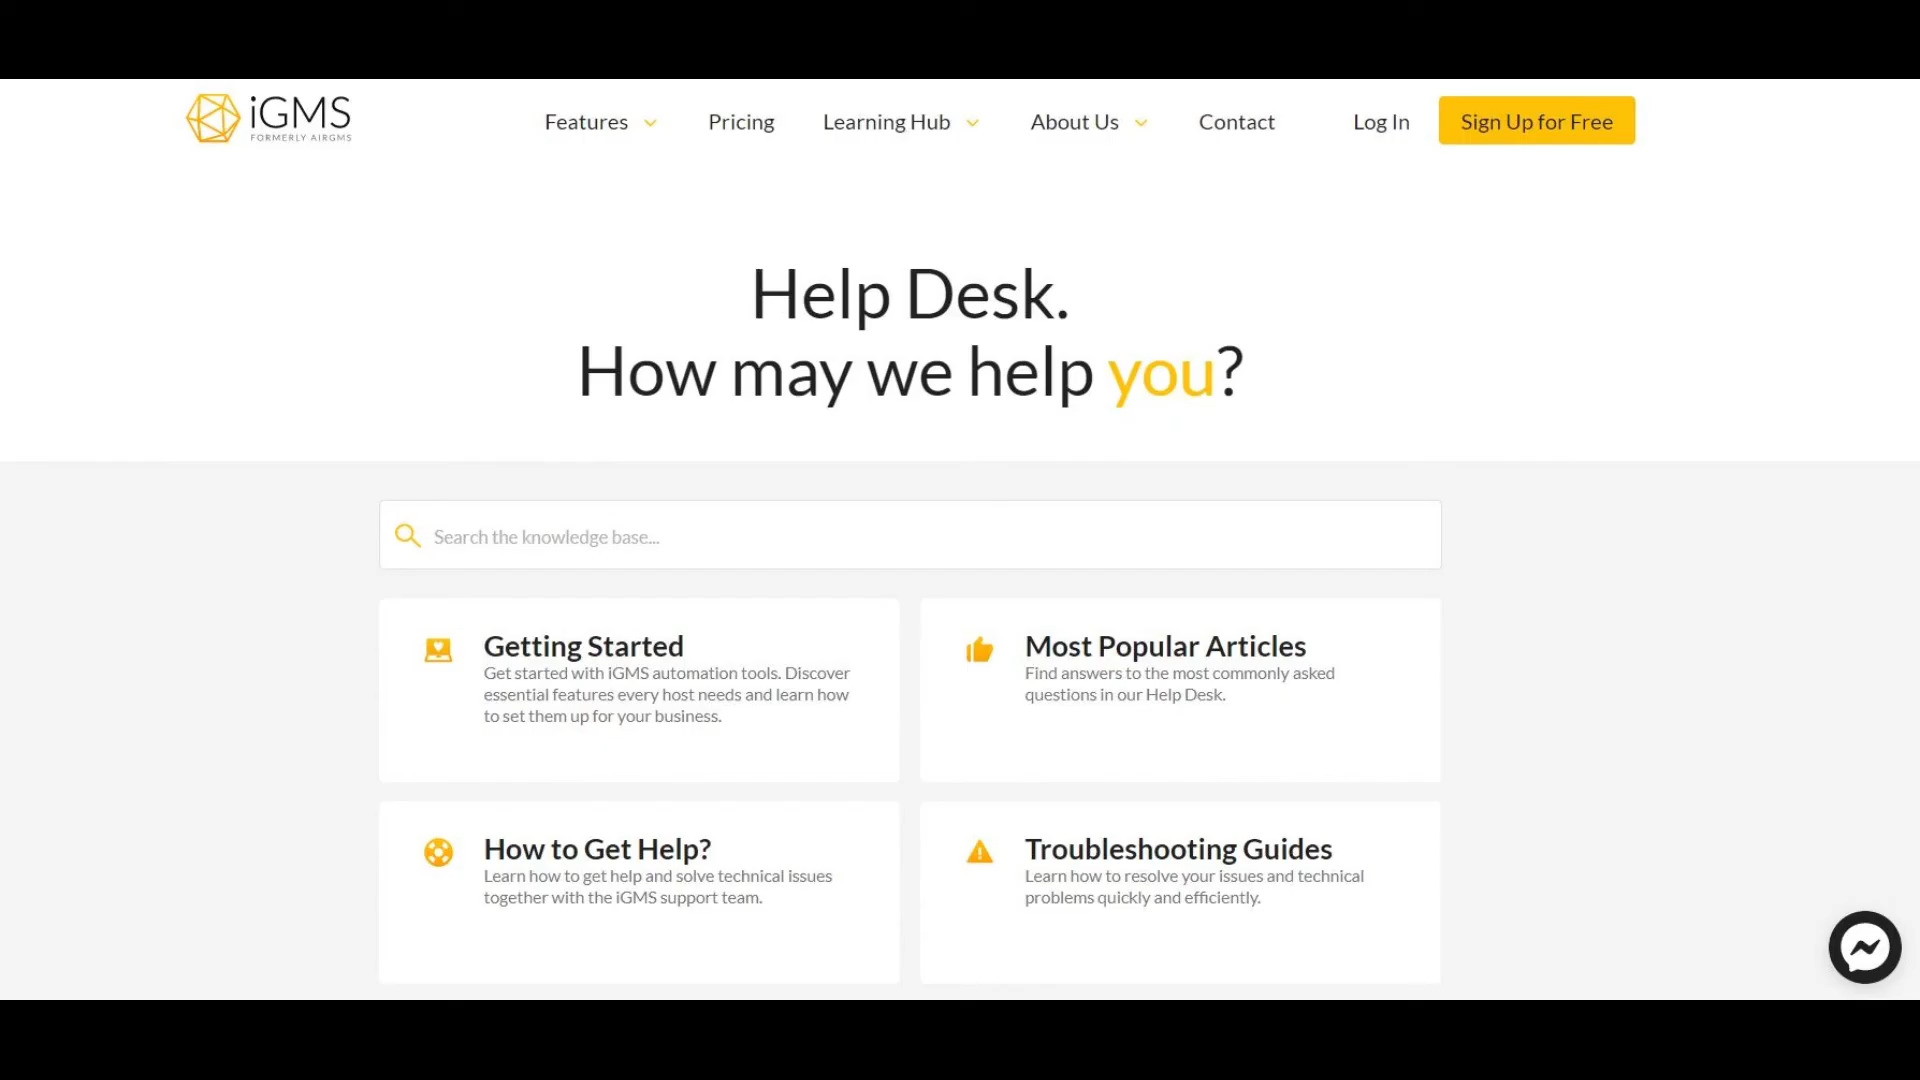 iGMS
FORMERLY AIRGMS
Features
Pricing
Learning Hub
About Us
Contact
Log In
Sign Up for Free
Help Desk.
How may we help you?
Search the knowledge base...
Getting Started
Get started with iGMS automation tools. Discover
essential features every host needs and learn how
to set them up for your business.
Most Popular Articles
Find answers to the most commonly asked
questions in our Help Desk.
How to Get Help?
Learn how to get help and solve technical issues
together with the iGMS support team.
Troubleshooting Guides
Learn how to resolve your issues and technical
problems quickly and efficiently.